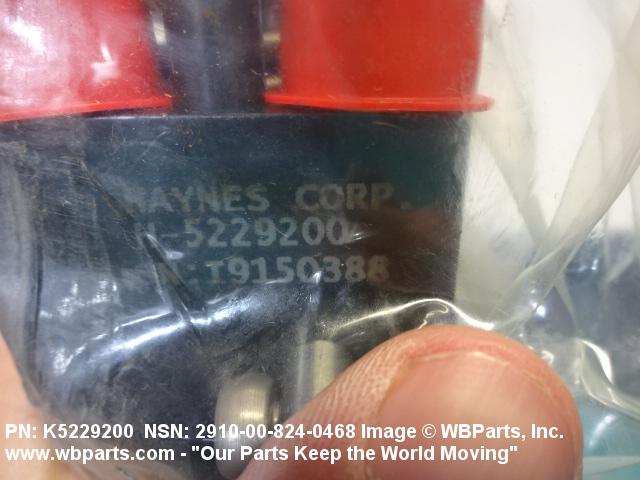 HAYNES CORP.
H-5229200
N:T9150388
PN: K5229200 NSN: 2910-00-824-0468 Image © WBParts, Inc.
www.wbparts.com - "Our Parts Keep the World Moving"